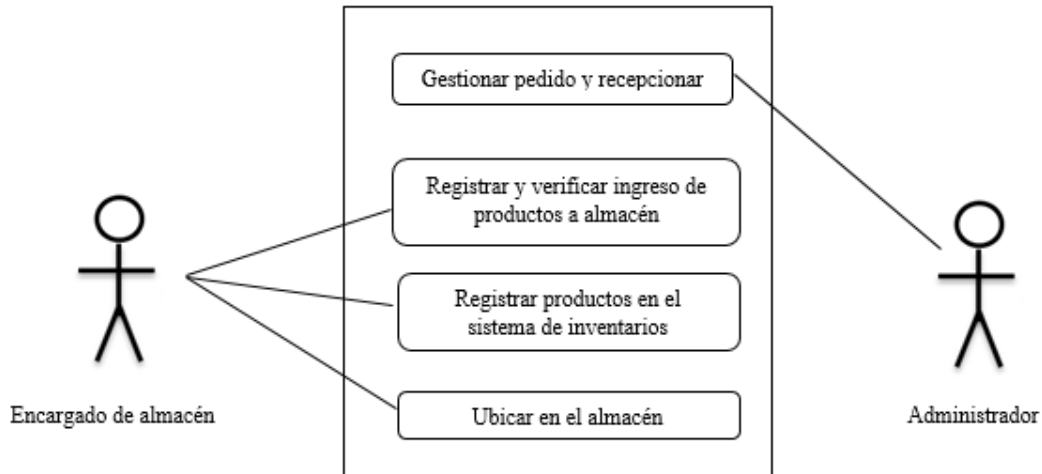 Gestionar pedido y recepcionar
Registrar y verificar ingreso de
productos a almacén
Registrar productos en el
sistema de inventarios
Ubicar en el almacén
Encargado de almacén
Administrador